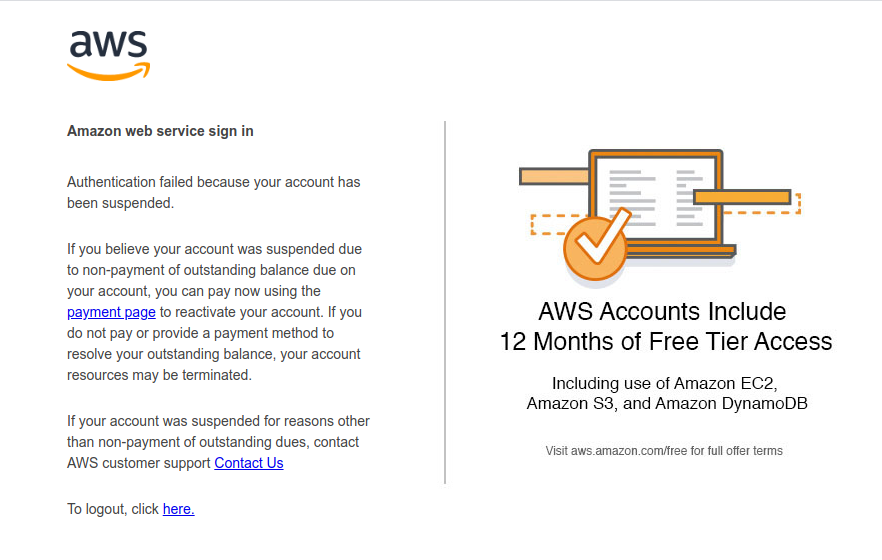 aws
Amazon web service sign in
Authentication failed because your account has
been suspended.
If you believe your account was suspended due
to non-payment of outstanding balance due on
your account, you can pay now using the
payment page to reactivate your account. If you
do not pay or provide a payment method to
resolve your outstanding balance, your account
resources may be terminated.
If your account was suspended for reasons other
than non-payment of outstanding dues, contact
AWS customer support Contact Us
To logout, click here.
AWS Accounts Include
12 Months of Free Tier Access
Including use of Amazon EC2,
Amazon S3, and Amazon DynamoDB
Visit aws.amazon.com/free for full offer terms